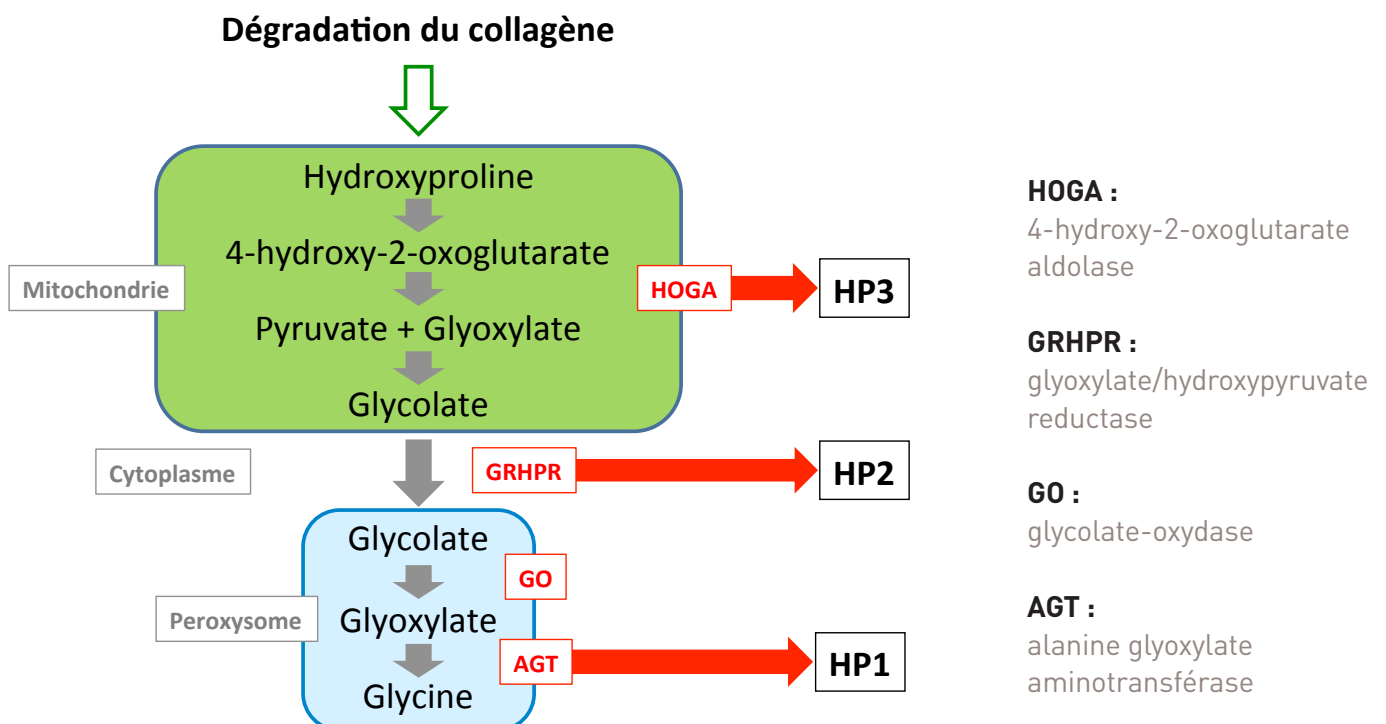 Dégradation du collagène
Hydroxyproline
4-hydroxy-2-oxoglutarate
Mitochondrie
HOGA
HP3
Pyruvate + Glyoxylate
Glycolate
Cytoplasme
GRHPR
HP2
Glycolate
GO
Peroxysome
Glyoxylate
AGT
HP1
Glycine
HOGA :
4-hydroxy-2-oxoglutarate
aldolase
GRHPR :
glyoxylate/hydroxypyruvate
reductase
GO :
glycolate-oxydase
AGT :
alanine glyoxylate
aminotransférase